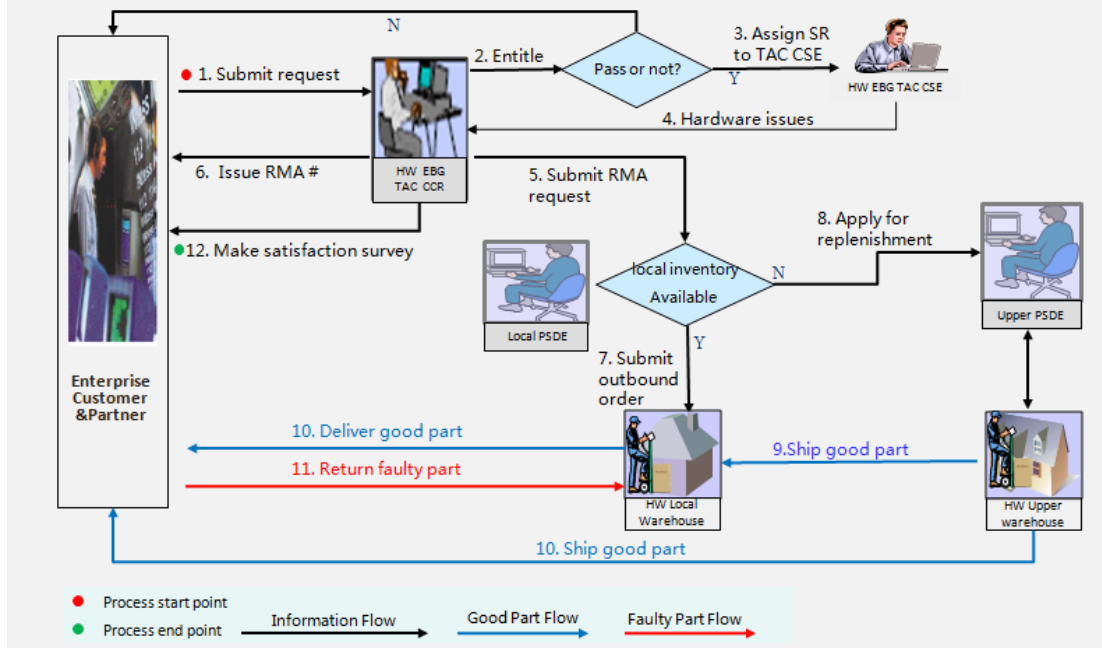 N
3. Assign SR
to TAC CSE
1. Submit request
2. Entitle
Pass or not?
Y
HW EBG TAC CSE
4. Hardware issues
6. Issue RMA #
HW EBG
TAC CCR
5. Submit RMA
request
8. Apply for
replenishment
12. Make satisfaction survey
local inventory
Available
N
Local PSDE
Upper PSDE
Y
7. Submit
outbound
order
Enterprise
Customer
&Partner
10. Deliver good part
9.Ship good part
11. Return faulty part
HW Local
Warehouse
HW Upper
warehouse
10. Ship good part
Process start point
Process end point
Information Flow
Good Part Flow
Faulty Part Flow